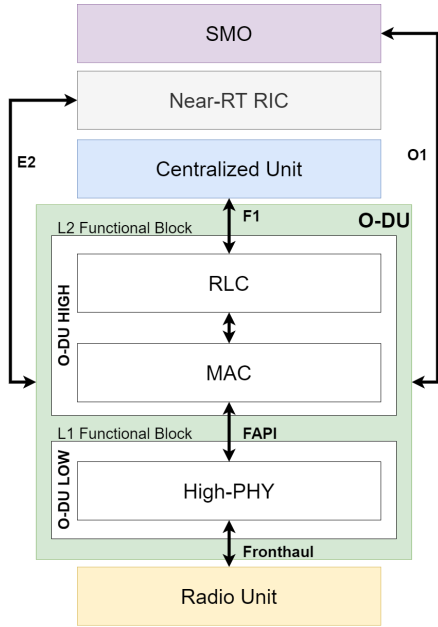 SMO
Near-RT RIC
E2
O1
Centralized Unit
F1
O-DU
L2 Functional Block
O-DU HIGH
RLC
MAC
FAPI
L1 Functional Block
O-DU LOW
High-PHY
Fronthaul
Radio Unit